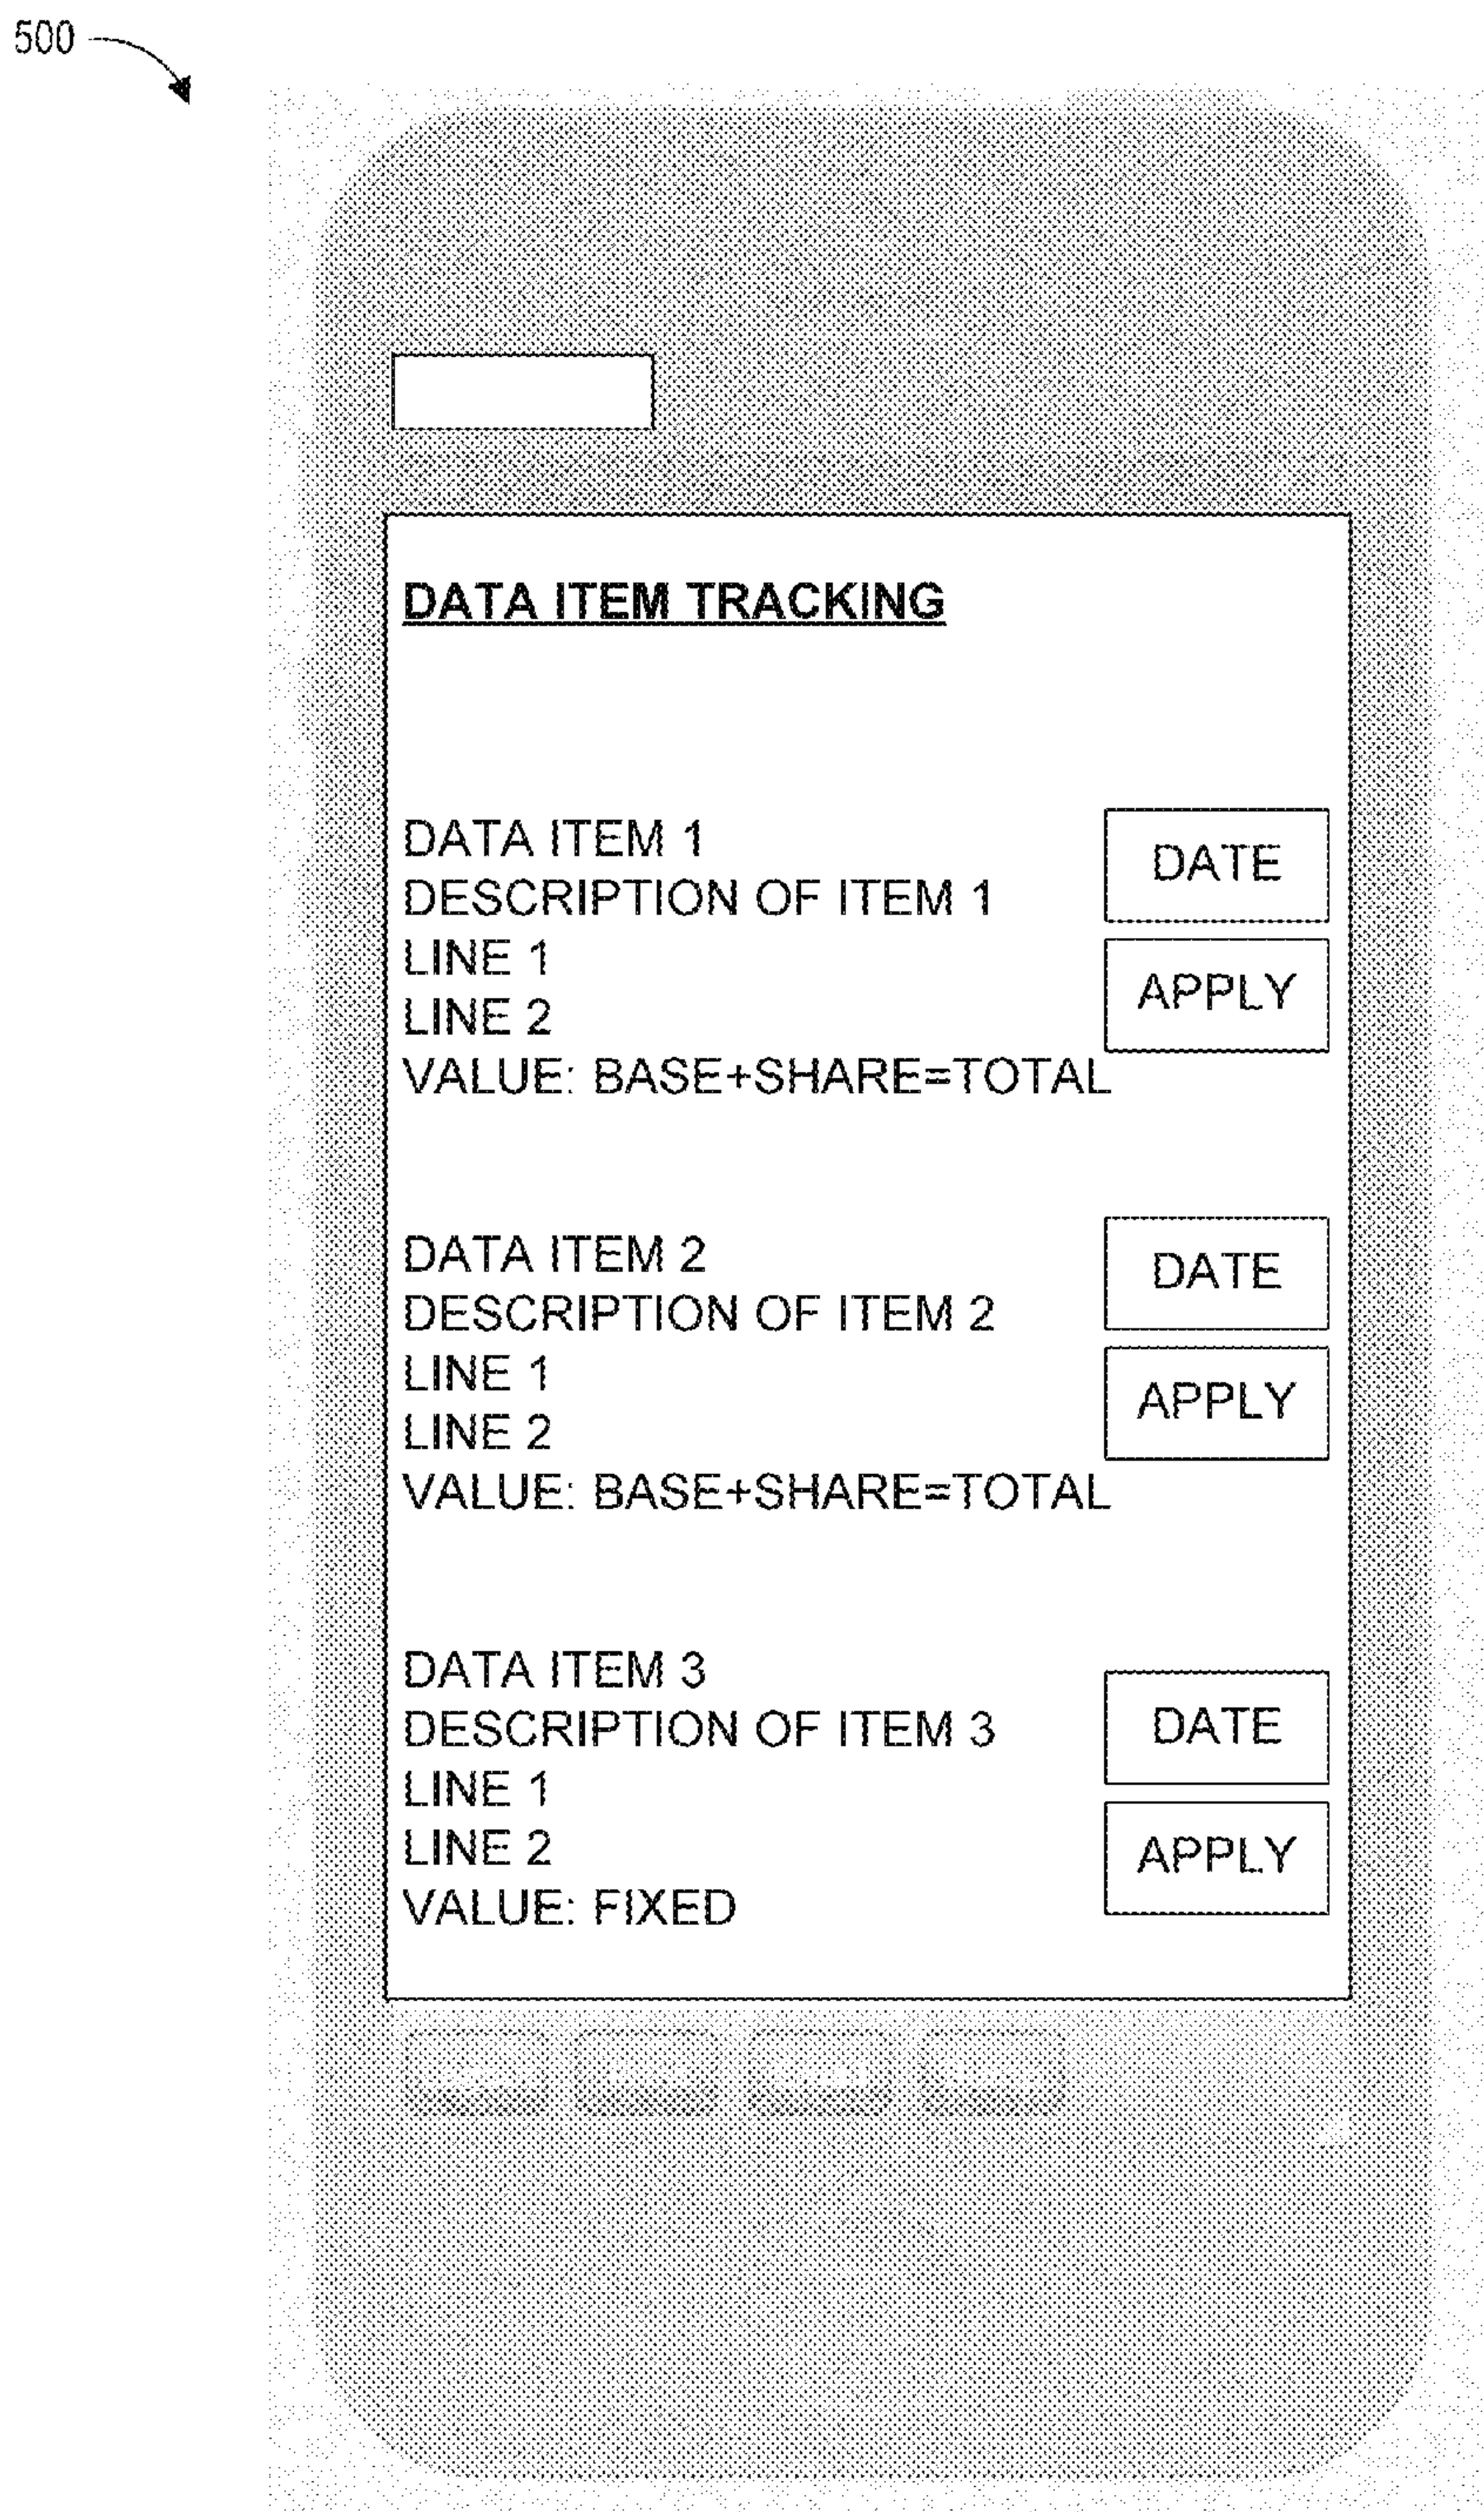 500
DATA ITEM TRACKING
DATA ITEM 1
DESCRIPTION OF ITEM 1
LINE 1
LINE 2
VALUE: BASE+SHARE=TOTAL
DATE
APPLY
DATA ITEM 2
DESCRIPTION OF ITEM 2
LINE 1
LINE 2
VALUE: BASE+SHARE=TOTAL
DATE
APPLY
DATA ITEM 3
DESCRIPTION OF ITEM 3
LINE 1
LINE 2
VALUE: FIXED
DATE
APPLY